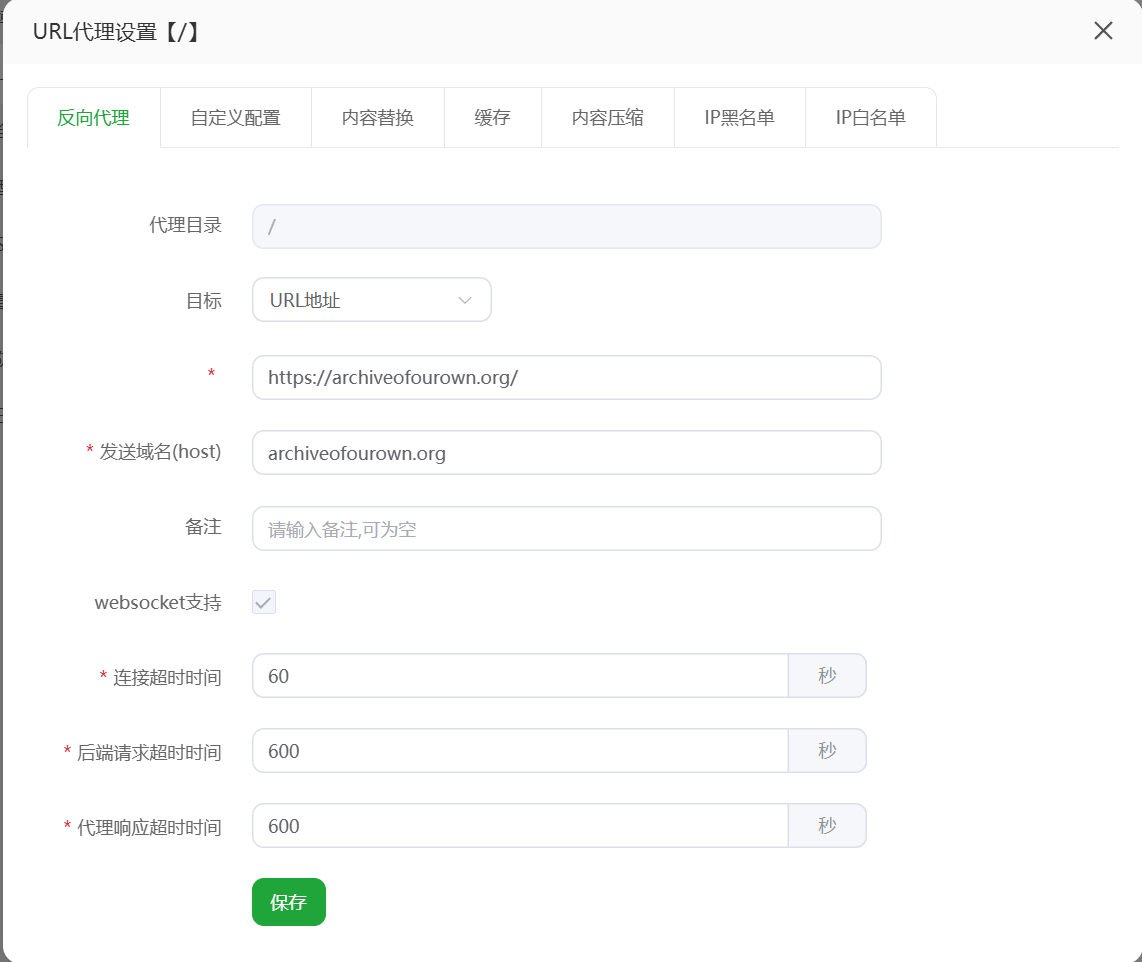 URL代理设置【/】
反向代理 自定义配置 内容替换 缓存 内容压缩 IP黑名单 IP白名单
代理目录 /
目标 URL地址
* https://archiveofourown.org/
* 发送域名(host) archiveofourown.org
备注 请输入备注,可为空
websocket支持
* 连接超时时间 60 秒
* 后端请求超时时间 600 秒
* 代理响应超时时间 600 秒
保存